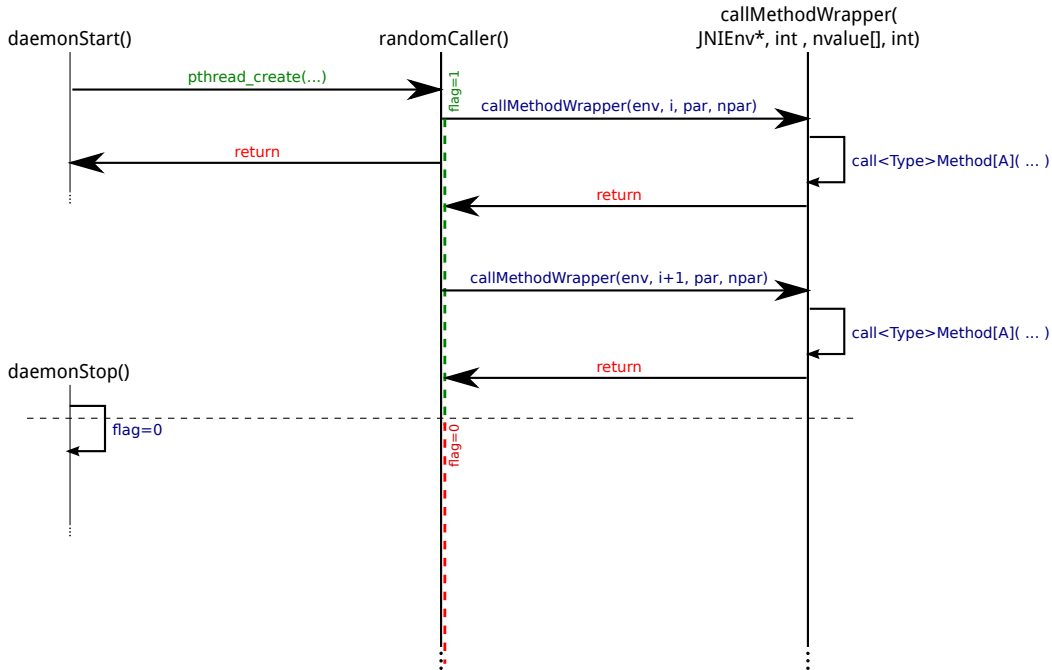 callMethodWrapper(
daemonStart()
randomCaller()
JNIEnv*, int , nvalue[], int)
pthread_create(...)
flag=1
callMethodWrapper(env, i, par, npar)
return
call<Type>Method[A]( ... )
return
callMethodWrapper(env, i+1, par, npar)
call<Type>Method[A]( ... )
return
daemonStop()
flag=0
flag=0